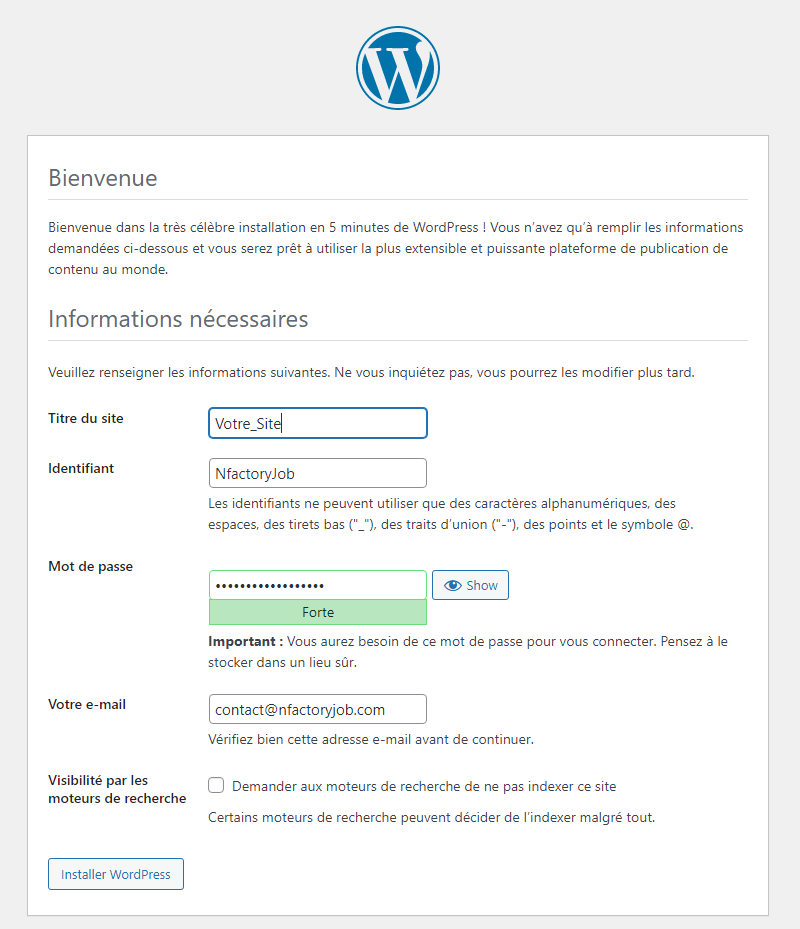 Bienvenue
Bienvenue dans la très célèbre installation en 5 minutes de WordPress ! Vous n’avez qu’à remplir les informations
demandées ci-dessous et vous serez prêt à utiliser la plus extensible et puissante plateforme de publication de
contenu au monde.
Informations nécessaires
Veuillez renseigner les informations suivantes. Ne vous inquiétez pas, vous pourrez les modifier plus tard.
Titre du site
Votre_Site
Identifiant
NfactoryJob
Les identifiants ne peuvent utiliser que des caractères alphanumériques, des
espaces, des tirets bas ("_"), des traits d’union ("-"), des points et le symbole @.
Mot de passe
••••••••••••••••••
Show
Forte
Important : Vous aurez besoin de ce mot de passe pour vous connecter. Pensez à le
stocker dans un lieu sûr.
Votre e-mail
contact@nfactoryjob.com
Vérifiez bien cette adresse e-mail avant de continuer.
Visibilité par les
moteurs de recherche
Demander aux moteurs de recherche de ne pas indexer ce site
Certains moteurs de recherche peuvent décider de l’indexer malgré tout.
Installer WordPress